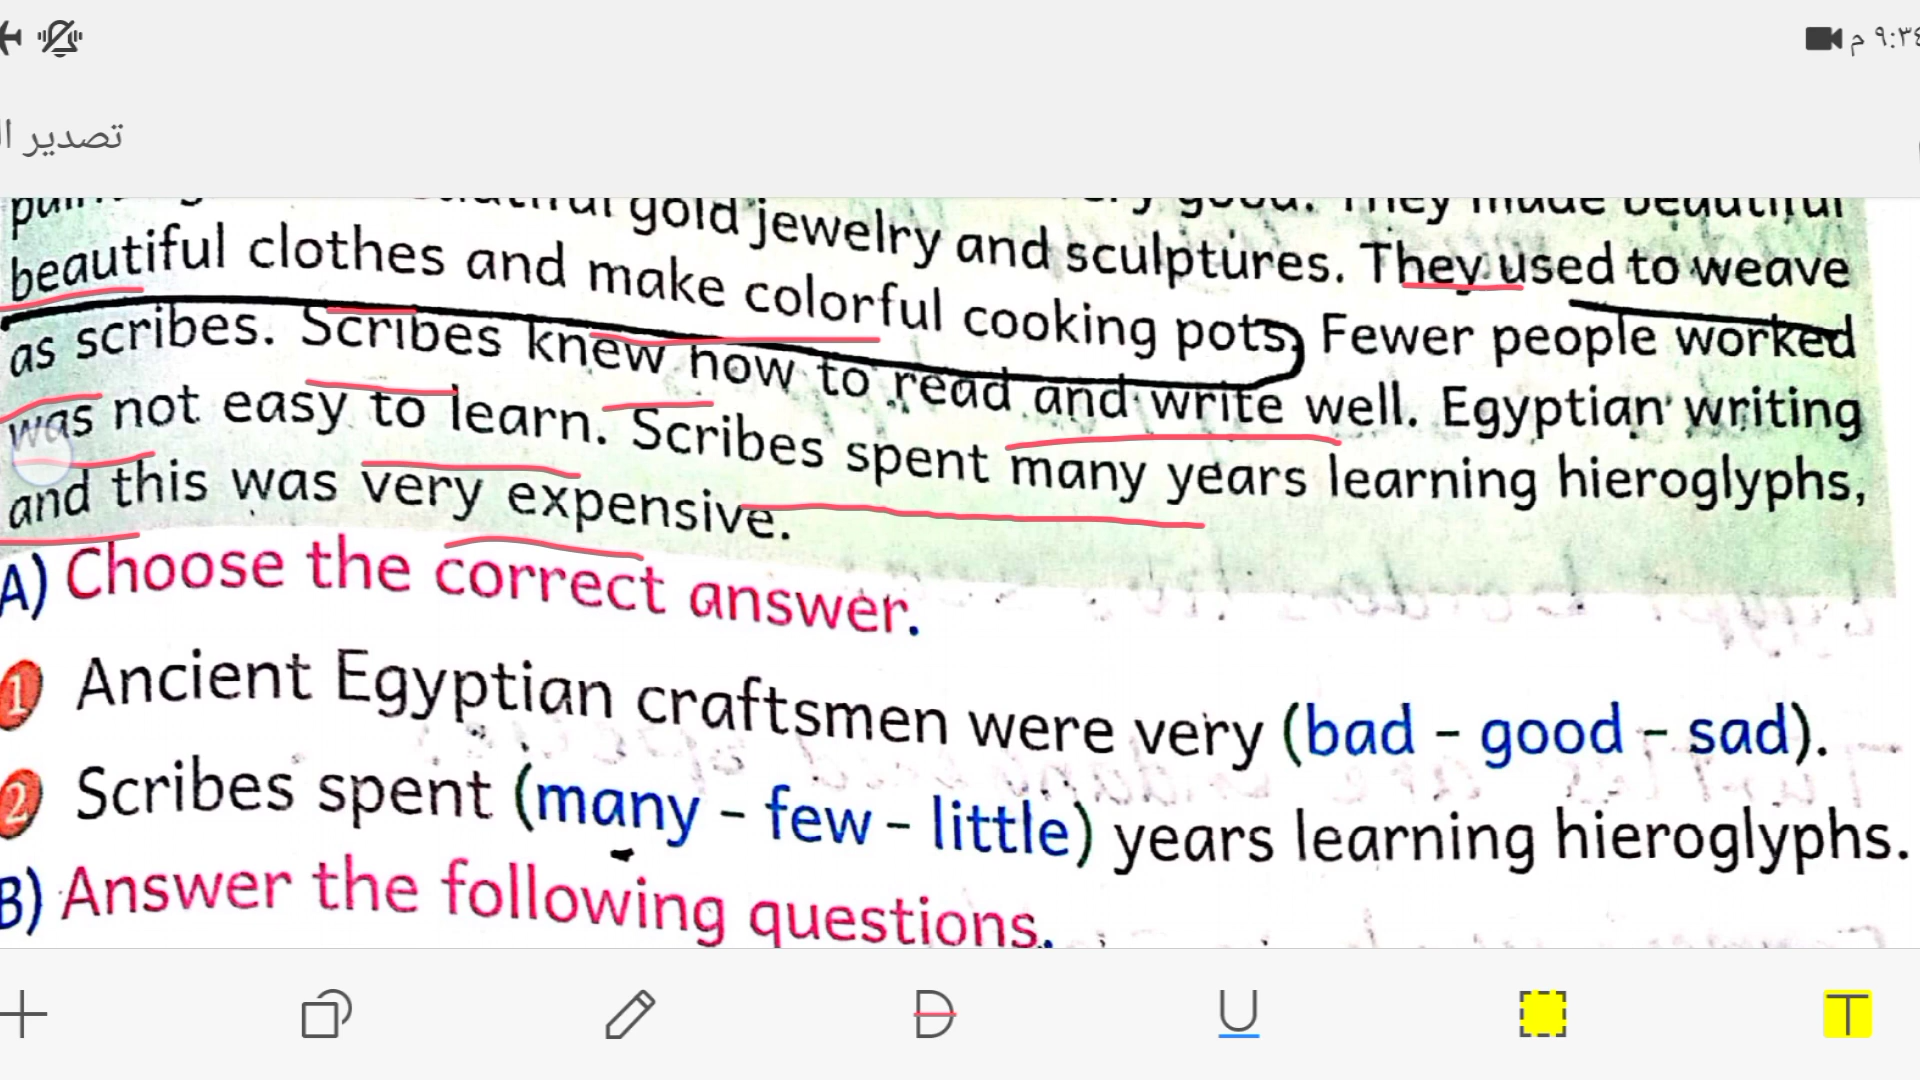 م ٩:٣٤
تصدير
gold jewelry and sculptures. They used to weave
beautiful clothes and make colorful cooking pots. Fewer people worked
as scribes. Scribes knew how to read and write well. Egyptian writing
was not easy to learn. Scribes spent many years learning hieroglyphs,
and this was very expensive.
A) Choose the correct answer.
1 Ancient Egyptian craftsmen were very (bad - good - sad).
2 Scribes spent (many - few - little) years learning hieroglyphs.
B) Answer the following questions.
U
T